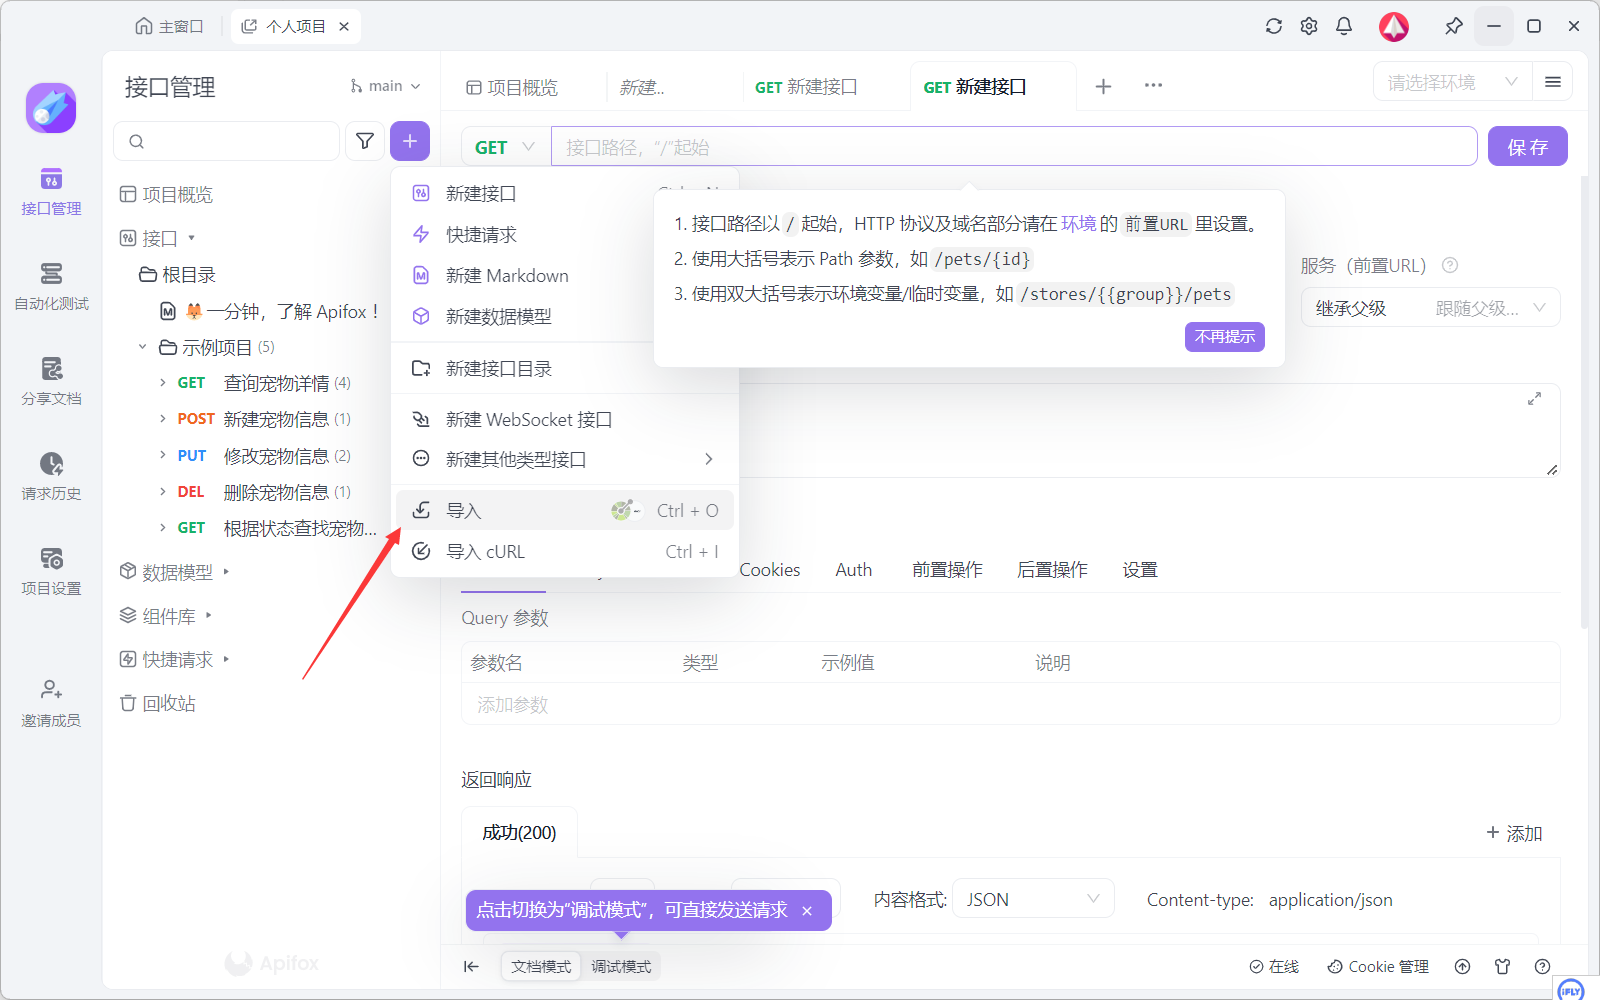 主窗口
个人项目
接口管理
main
项目概览
新建...
GET 新建接口
GET 新建接口
请选择环境
GET
接口路径，“/”起始
保 存
接口管理
自动化测试
分享文档
请求历史
项目设置
邀请成员
项目概览
接口
根目录
一分钟，了解 Apifox！
示例项目 (5)
GET 查询宠物详情 (4)
POST 新建宠物信息 (1)
PUT 修改宠物信息 (2)
DEL 删除宠物信息 (1)
GET 根据状态查找宠物...
数据模型
组件库
快捷请求
回收站
Apifox
新建接口
快捷请求
新建 Markdown
新建数据模型
新建接口目录
新建 WebSocket 接口
新建其他类型接口
导入 Ctrl + O
导入 cURL Ctrl + I
1. 接口路径以 / 起始，HTTP 协议及域名部分请在 环境 的 前置URL 里设置。
2. 使用大括号表示 Path 参数，如 /pets/{id}
3. 使用双大括号表示环境变量/临时变量，如 /stores/{{group}}/pets
不再提示
服务（前置URL）
继承父级 跟随父级...
Cookies Auth 前置操作 后置操作 设置
Query 参数
参数名 类型 示例值 说明
添加参数
返回响应
成功(200)
添加
点击切换为“调试模式”，可直接发送请求
内容格式: JSON
Content-type: application/json
文档模式 调试模式
在线
Cookie 管理
iFLY